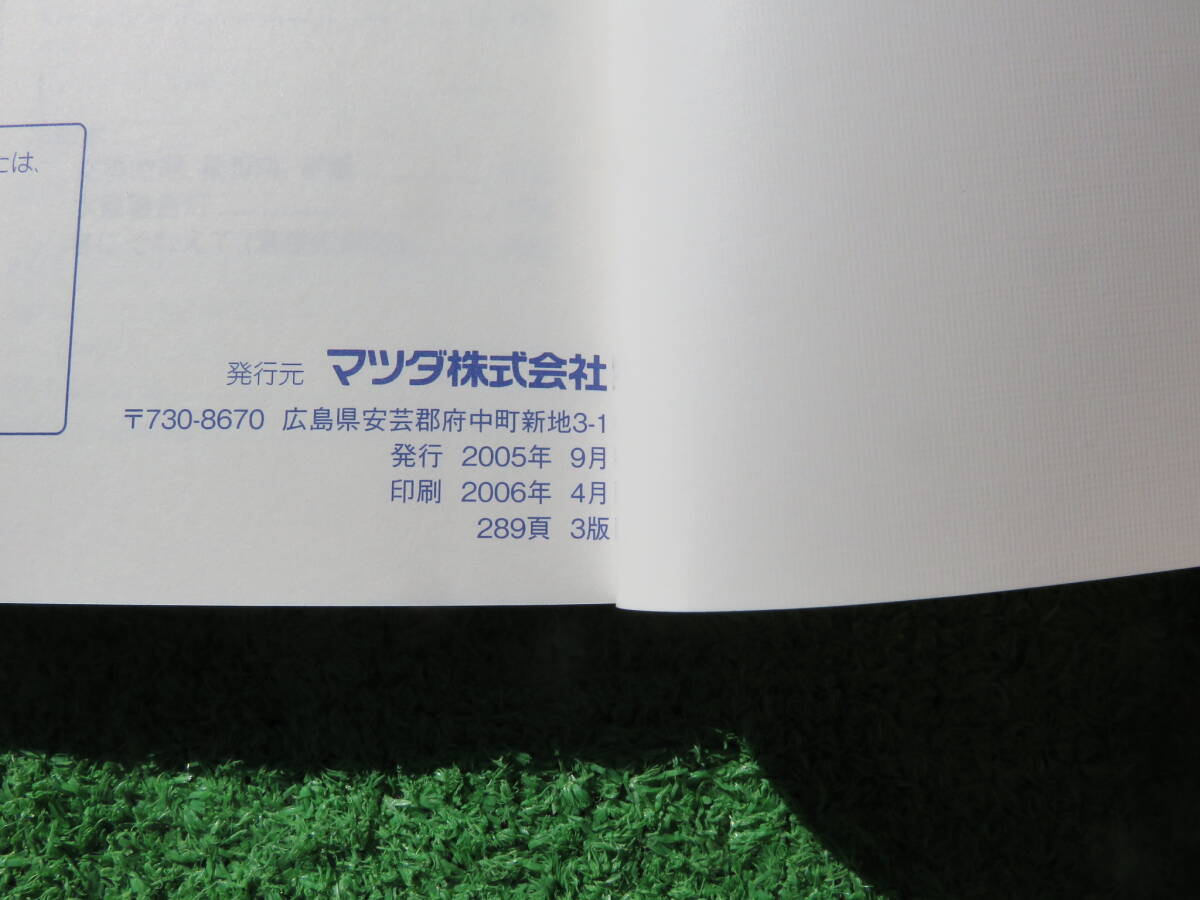 とは、
発行元 マツダ株式会社
〒730-8670 広島県安芸郡府中町新地3-1
発行 2005年 9月
印刷 2006年 4月
289頁 3版